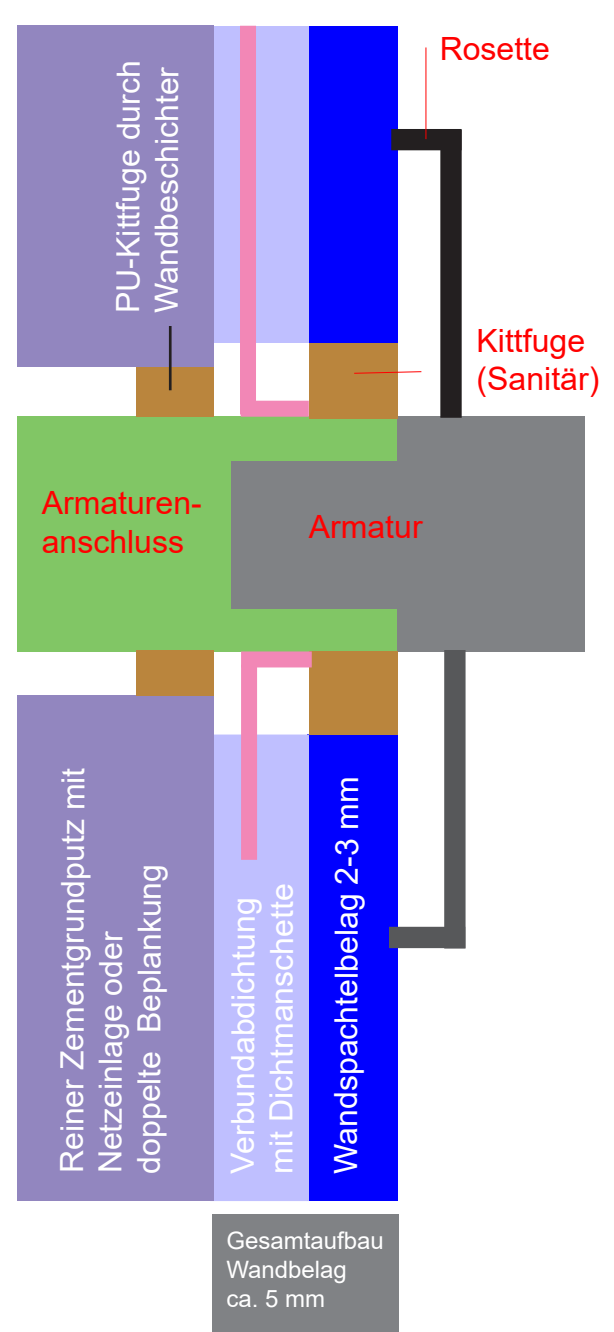 Rosette
PU-Kittfuge durch
Wandbeschichter
Kittfuge
(Sanitär)
Armaturen-
anschluss
Armatur
Reiner Zementgrundputz mit
Netzeinlage oder
doppelte Beplankung
Verbundabdichtung
mit Dichtmanschette
Wandspachtelbelag 2-3 mm
Gesamtaufbau
Wandbelag
ca. 5 mm